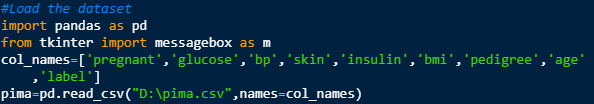 #Load the dataset
import pandas as pd
from tkinter import messagebox as m
col_names=['pregnant','glucose','bp','skin','insulin','bmi','pedigree','age'
,'label']
pima=pd.read_csv("D:\pima.csv",names=col_names)